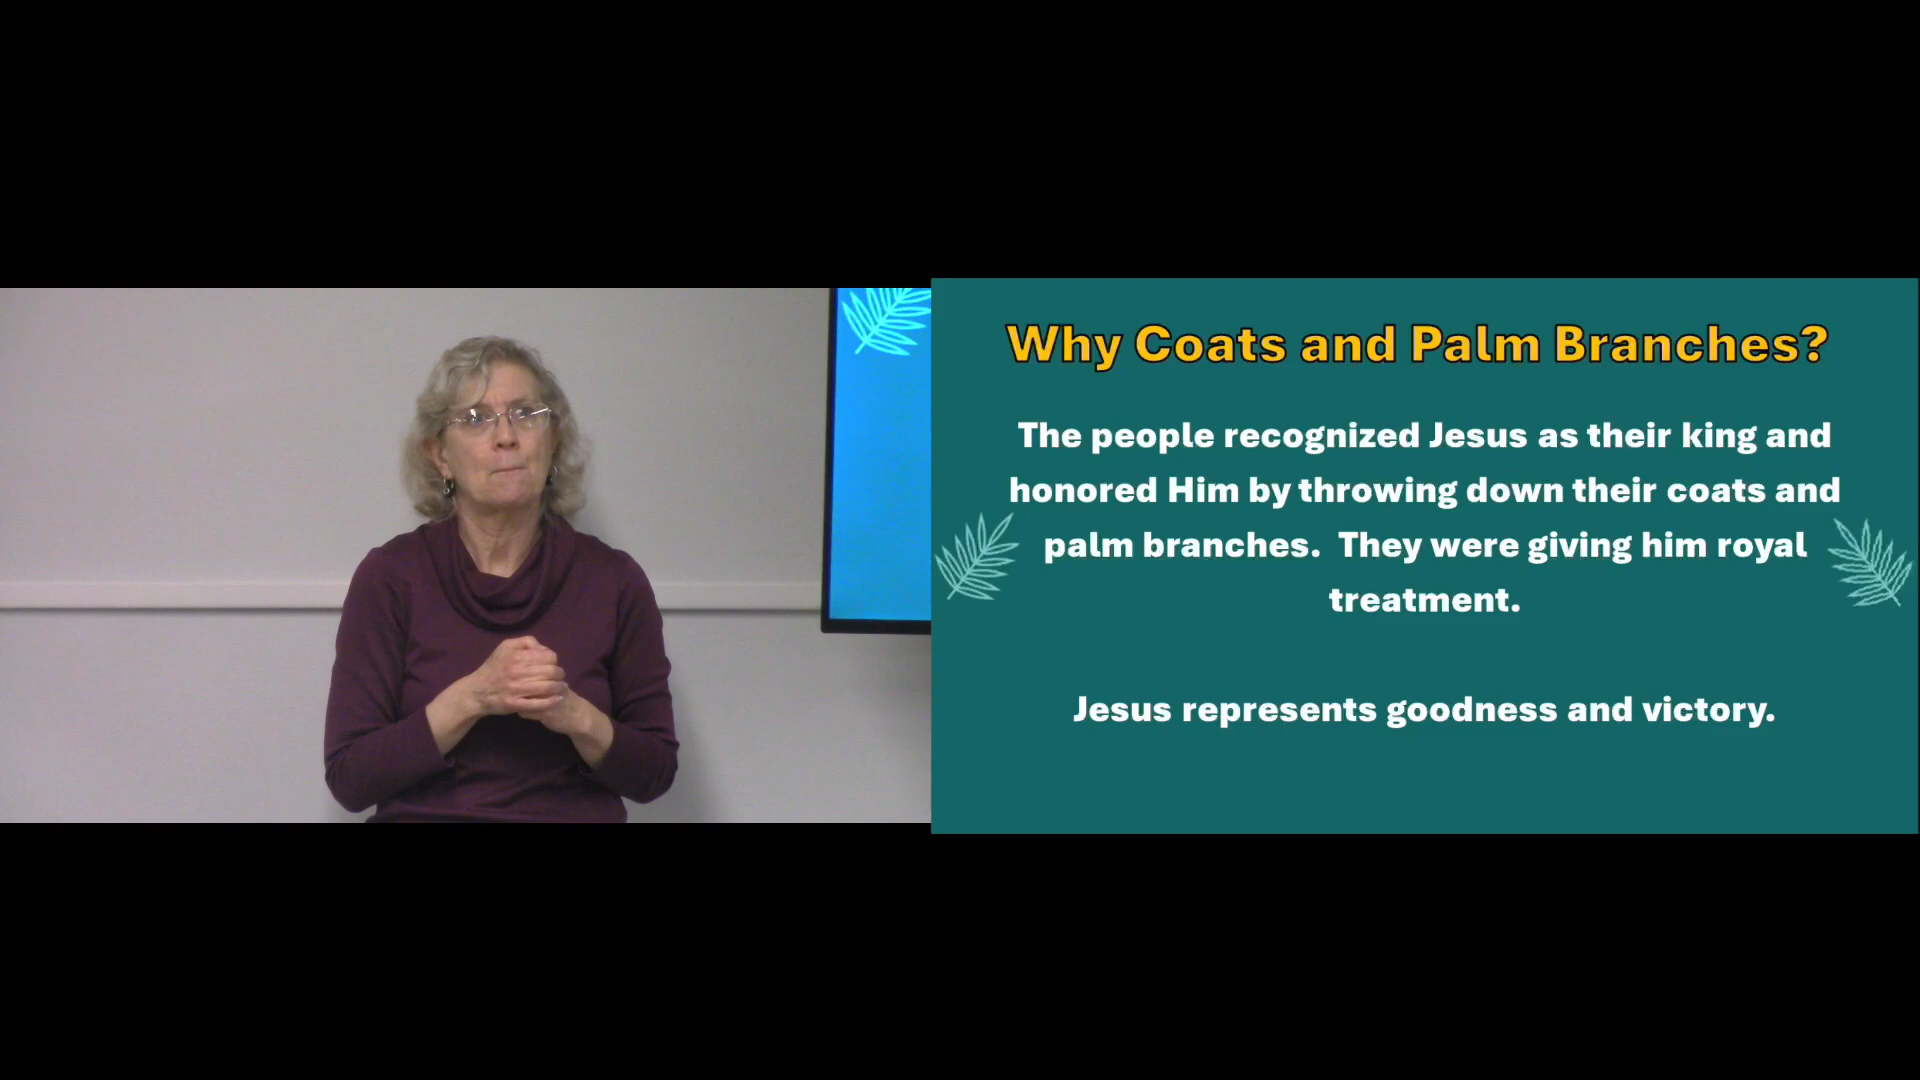 Why Coats and Palm Branches?
The people recognized Jesus as their king and
honored Him by throwing down their coats and
palm branches.  They were giving him royal
treatment.
Jesus represents goodness and victory.